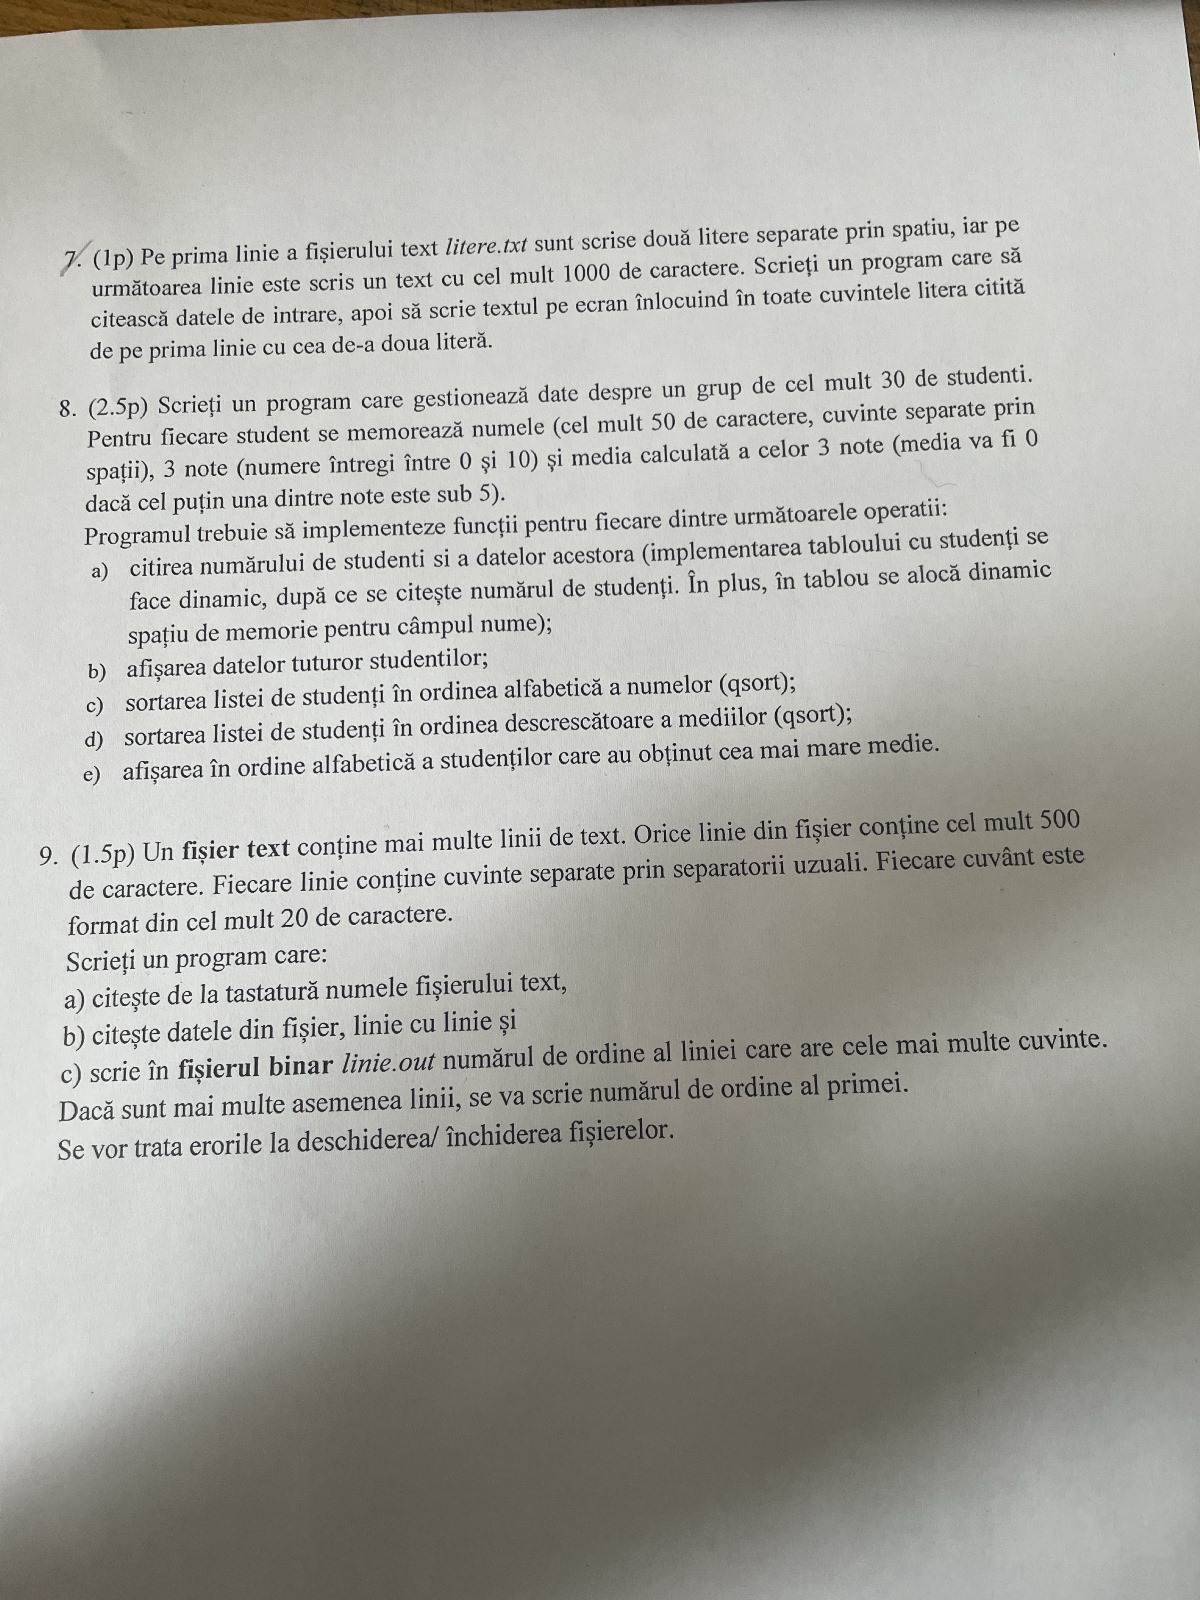 7. (1p) Pe prima linie a fișierului text litere.txt sunt scrise două litere separate prin spatiu, iar pe
următoarea linie este scris un text cu cel mult 1000 de caractere. Scrieți un program care să
citească datele de intrare, apoi să scrie textul pe ecran înlocuind în toate cuvintele litera citită
de pe prima linie cu cea de-a doua literă.
8. (2.5p) Scrieți un program care gestionează date despre un grup de cel mult 30 de studenti.
Pentru fiecare student se memorează numele (cel mult 50 de caractere, cuvinte separate prin
spații), 3 note (numere întregi între 0 și 10) și media calculată a celor 3 note (media va fi 0
dacă cel puțin una dintre note este sub 5).
Programul trebuie să implementeze funcții pentru fiecare dintre următoarele operatii:
a) citirea numărului de studenti si a datelor acestora (implementarea tabloului cu studenți se
face dinamic, după ce se citește numărul de studenți. În plus, în tablou se alocă dinamic
spațiu de memorie pentru câmpul nume);
b) afișarea datelor tuturor studentilor;
c) sortarea listei de studenți în ordinea alfabetică a numelor (qsort);
d) sortarea listei de studenți în ordinea descrescătoare a mediilor (qsort);
e) afișarea în ordine alfabetică a studenților care au obținut cea mai mare medie.
9. (1.5p) Un fișier text conține mai multe linii de text. Orice linie din fișier conține cel mult 500
de caractere. Fiecare linie conține cuvinte separate prin separatorii uzuali. Fiecare cuvânt este
format din cel mult 20 de caractere.
Scrieți un program care:
a) citește de la tastatură numele fișierului text,
b) citește datele din fișier, linie cu linie și
c) scrie în fișierul binar linie.out numărul de ordine al liniei care are cele mai multe cuvinte.
Dacă sunt mai multe asemenea linii, se va scrie numărul de ordine al primei.
Se vor trata erorile la deschiderea/ închiderea fișierelor.